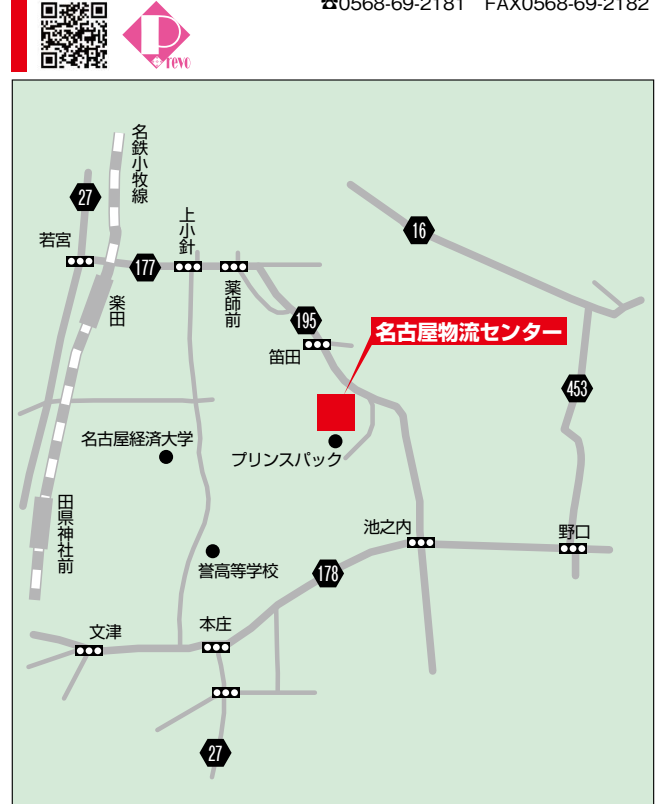 ☎0568-69-2181　FAX0568-69-2182
P
revo
名鉄小牧線
27
若宮
177
上小針
薬師前
楽田
16
195
笛田
名古屋物流センター
453
名古屋経済大学
プリンスパック
田県神社前
誉高等学校
池之内
野口
178
文津
本庄
27